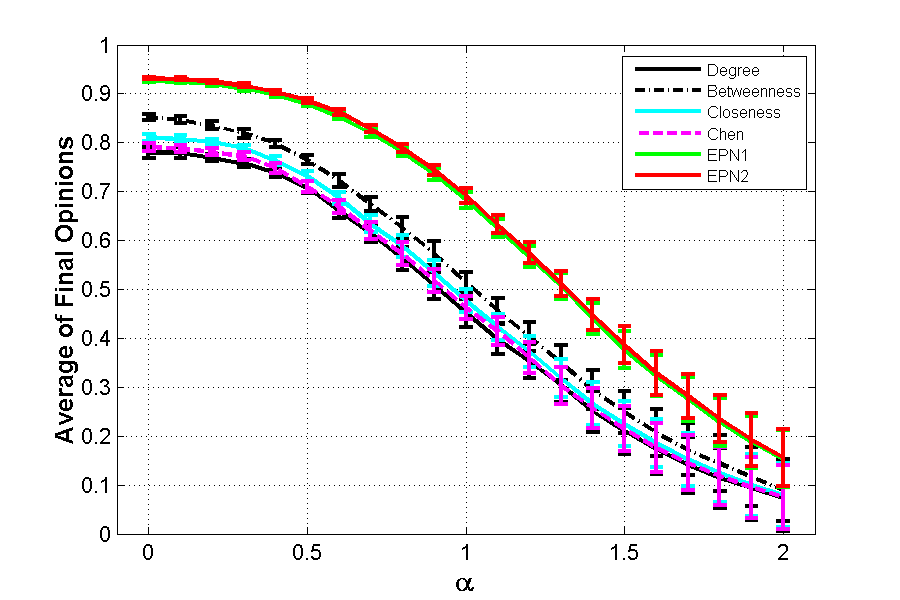 1
0.9
0.8
0.7
0.6
0.5
0.4
0.3
0.2
0.1
0
Average of Final Opinions
Degree
Betweenness
Closeness
Chen
EPN1
EPN2
0 0.5 1 1.5 2
α